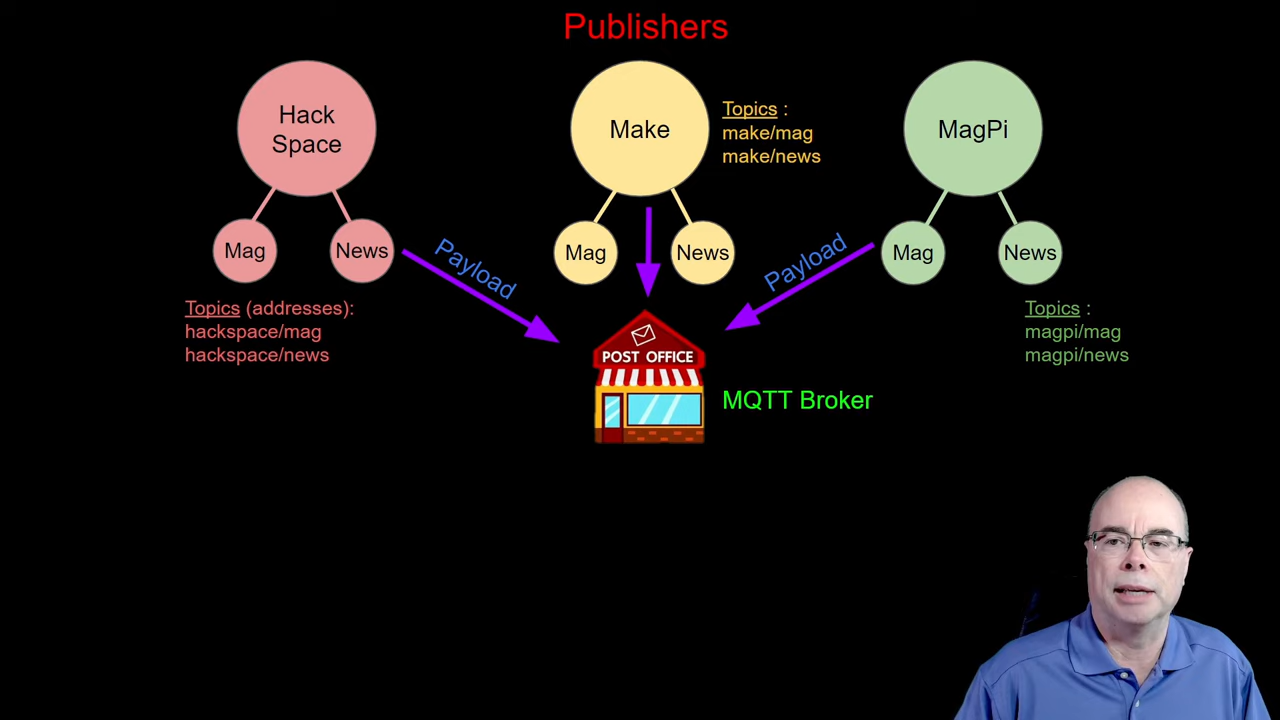 Publishers
Hack
Space
Make
MagPi
Topics :
make/mag
make/news
Mag
News
Mag
News
Mag
News
Payload
Payload
Topics (addresses):
hackspace/mag
hackspace/news
Topics :
magpi/mag
magpi/news
POST OFFICE
MQTT Broker